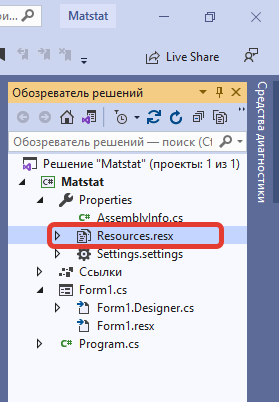 рки
Matstat
Live Share
Обозреватель решений
Обозреватель решений — поиск (Ct
Решение "Matstat" (проекты: 1 из 1)
C# Matstat
Properties
C# AssemblyInfo.cs
Resources.resx
Settings.settings
Ссылки
Form1.cs
Form1.Designer.cs
Form1.resx
C# Program.cs
Средства диагностики